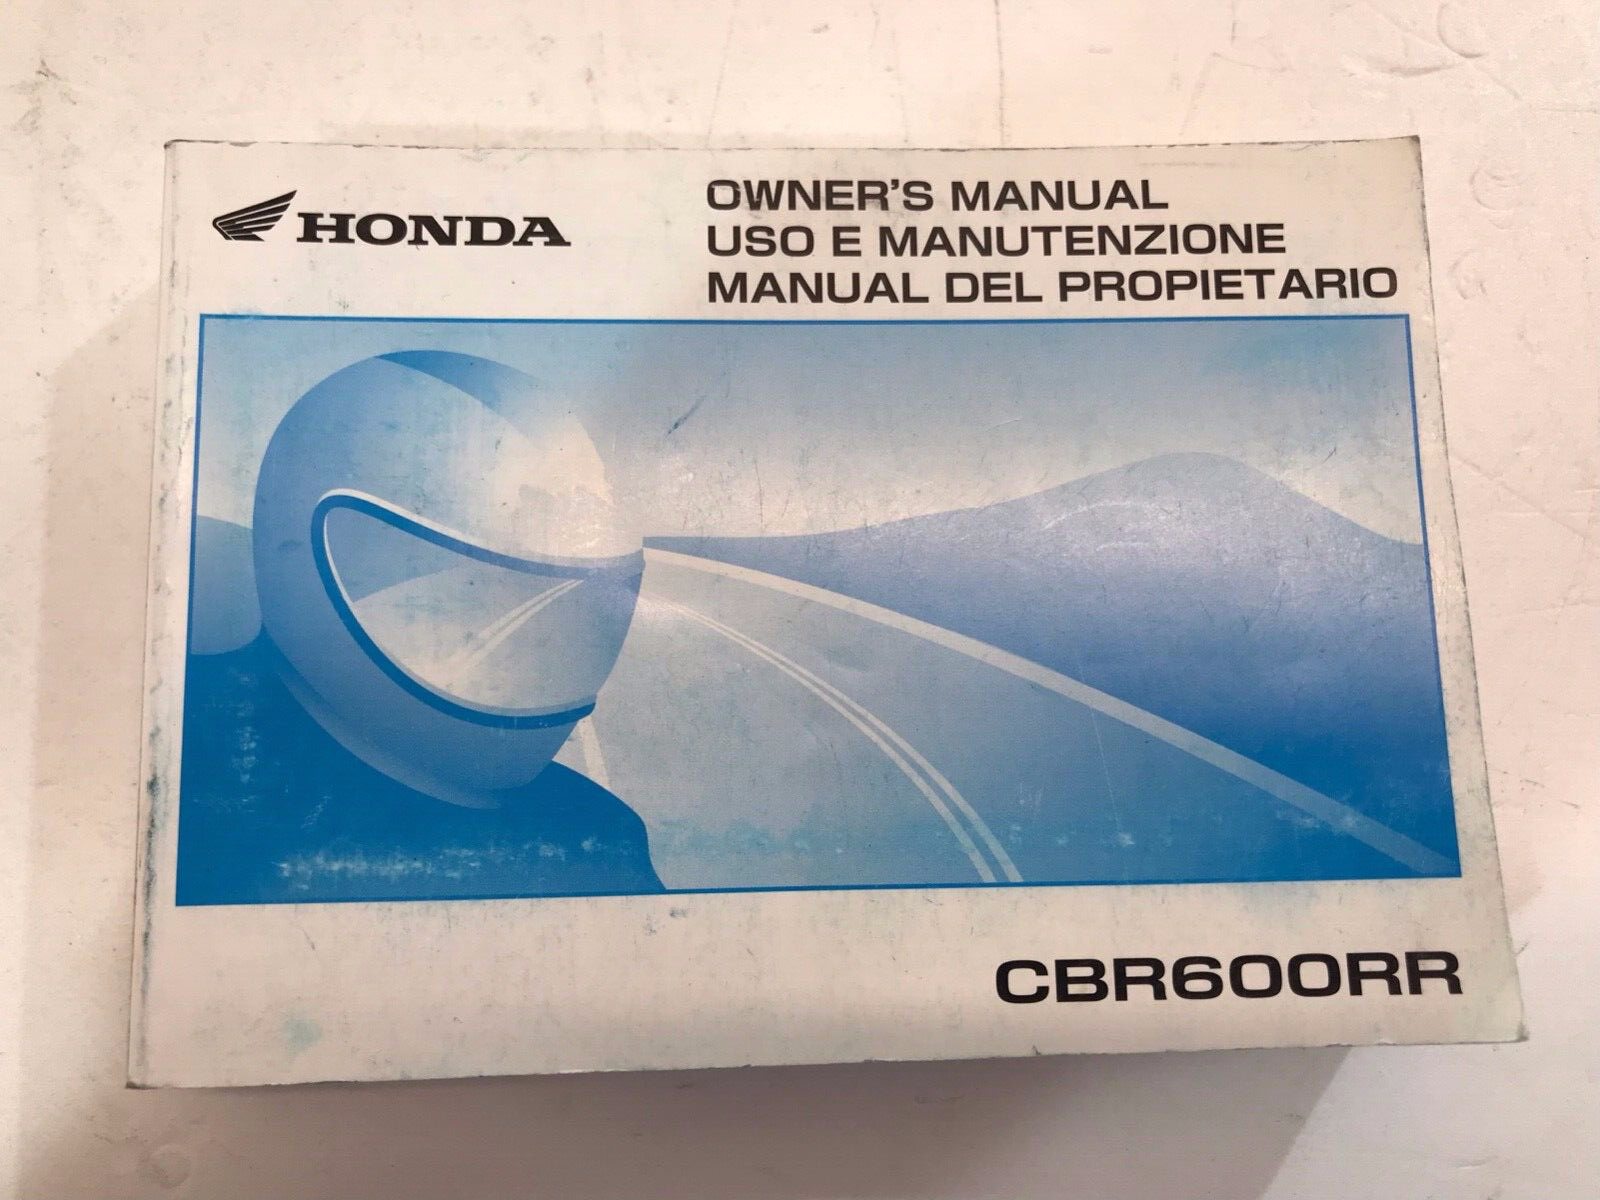 HONDA
OWNER'S MANUAL
USO E MANUTENZIONE
MANUAL DEL PROPIETARIO
CBR600RR